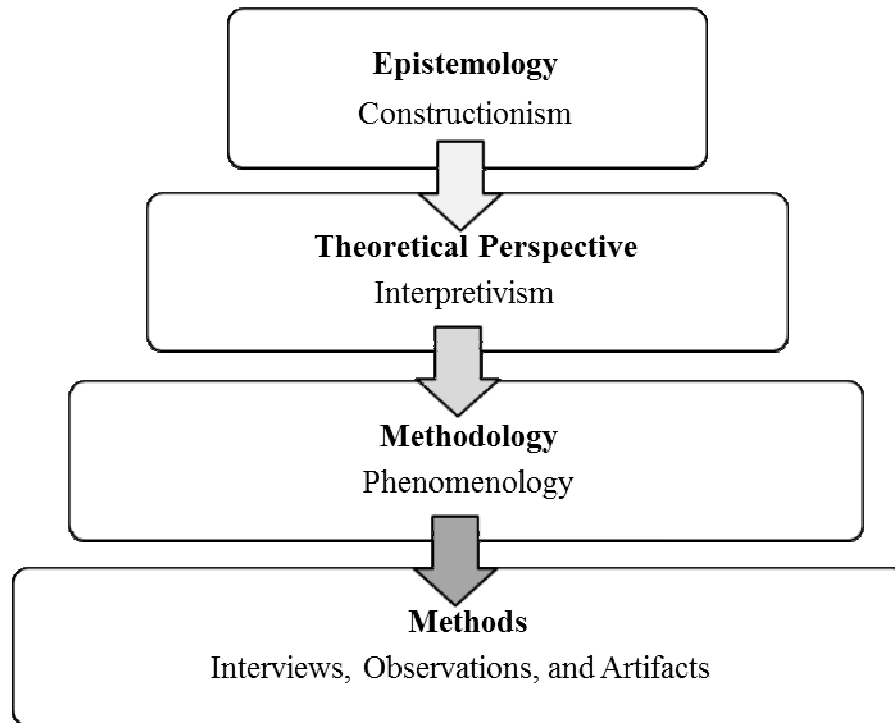 Epistemology
Constructionism
Theoretical Perspective
Interpretivism
Methodology
Phenomenology
Methods
Interviews, Observations, and Artifacts